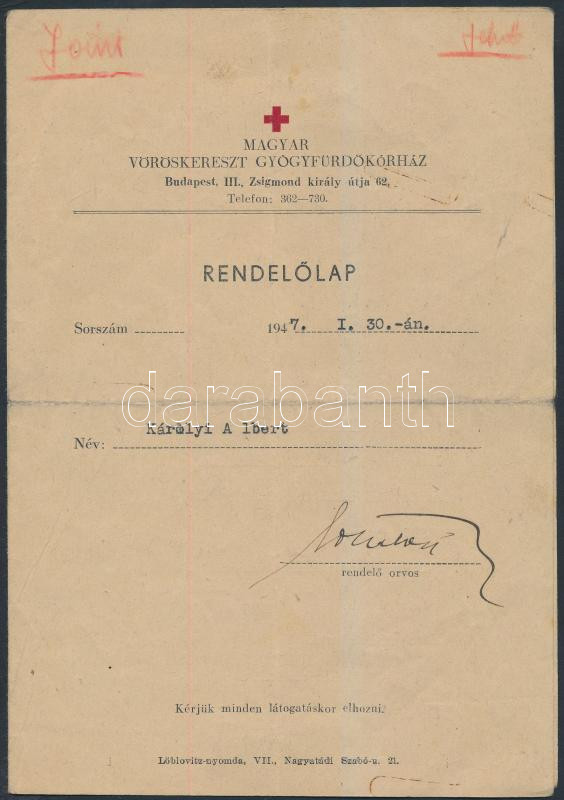 Joint
MAGYAR
VÖRÖSKERESZT GYÓGYFÜRDŐKÓRHÁZ
Budapest, III., Zsigmond király útja 62.
Telefon: 362—730.
RENDELŐLAP
Sorszám
1947. I. 30.-án.
darabanth
Név: Károlyi A lbert
rendelő orvos
Kérjük minden látogatáskor elhozni.
Löblovitz-nyomda, VII., Nagyatádi Szabó-u. 21.